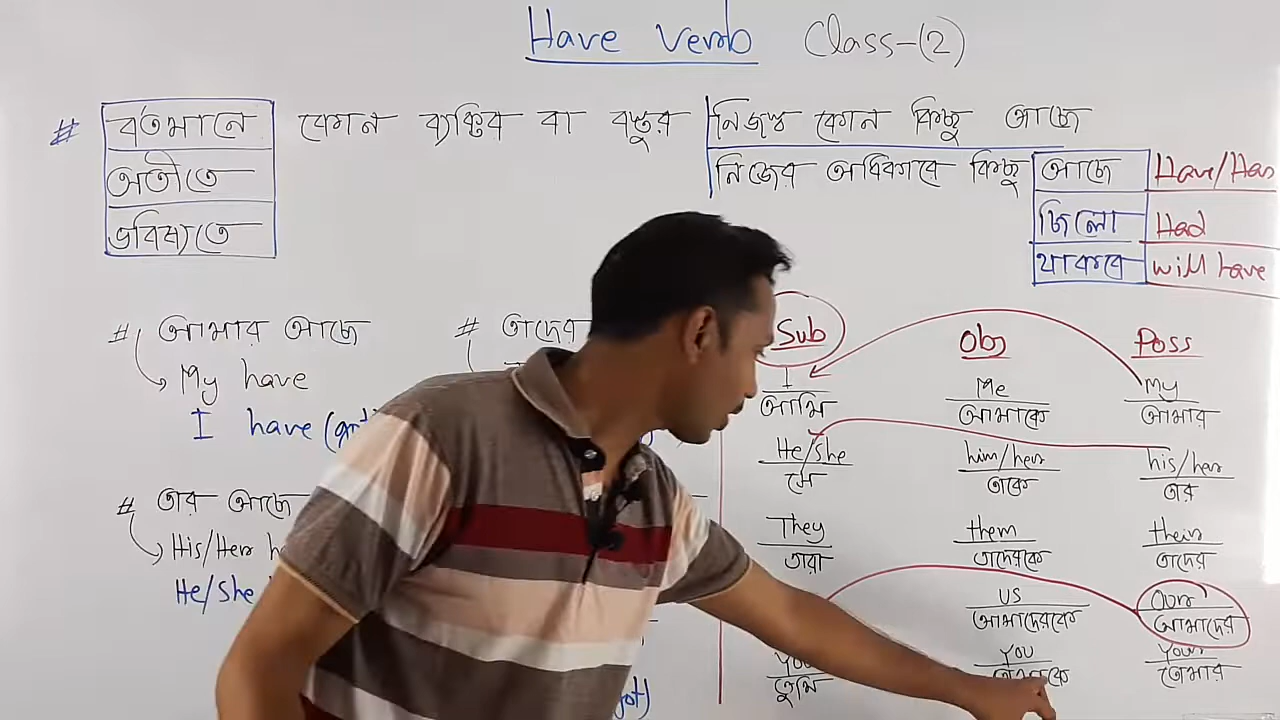 Have verb Class-(2)
# বর্তমানে কোন ব্যক্তির বা বস্তুর নিজস্ব কোন কিছু আছে
অতীতে নিজের অধিকারে কিছু আছে Have/Has
ভবিষ্যতে ছিলো Had
থাকবে will have
# আমার আছে
My have
I have
# তাদের
# তার আছে
His/Her
He/She
Sub Obj Poss
I Me My
আমি আমাকে আমার
He/She him/her his/her
সে তাকে তার
They them their
তারা তাদেরকে তাদের
US Our
আমাদেরকে আমাদের
You You Your
তুমি তোমার